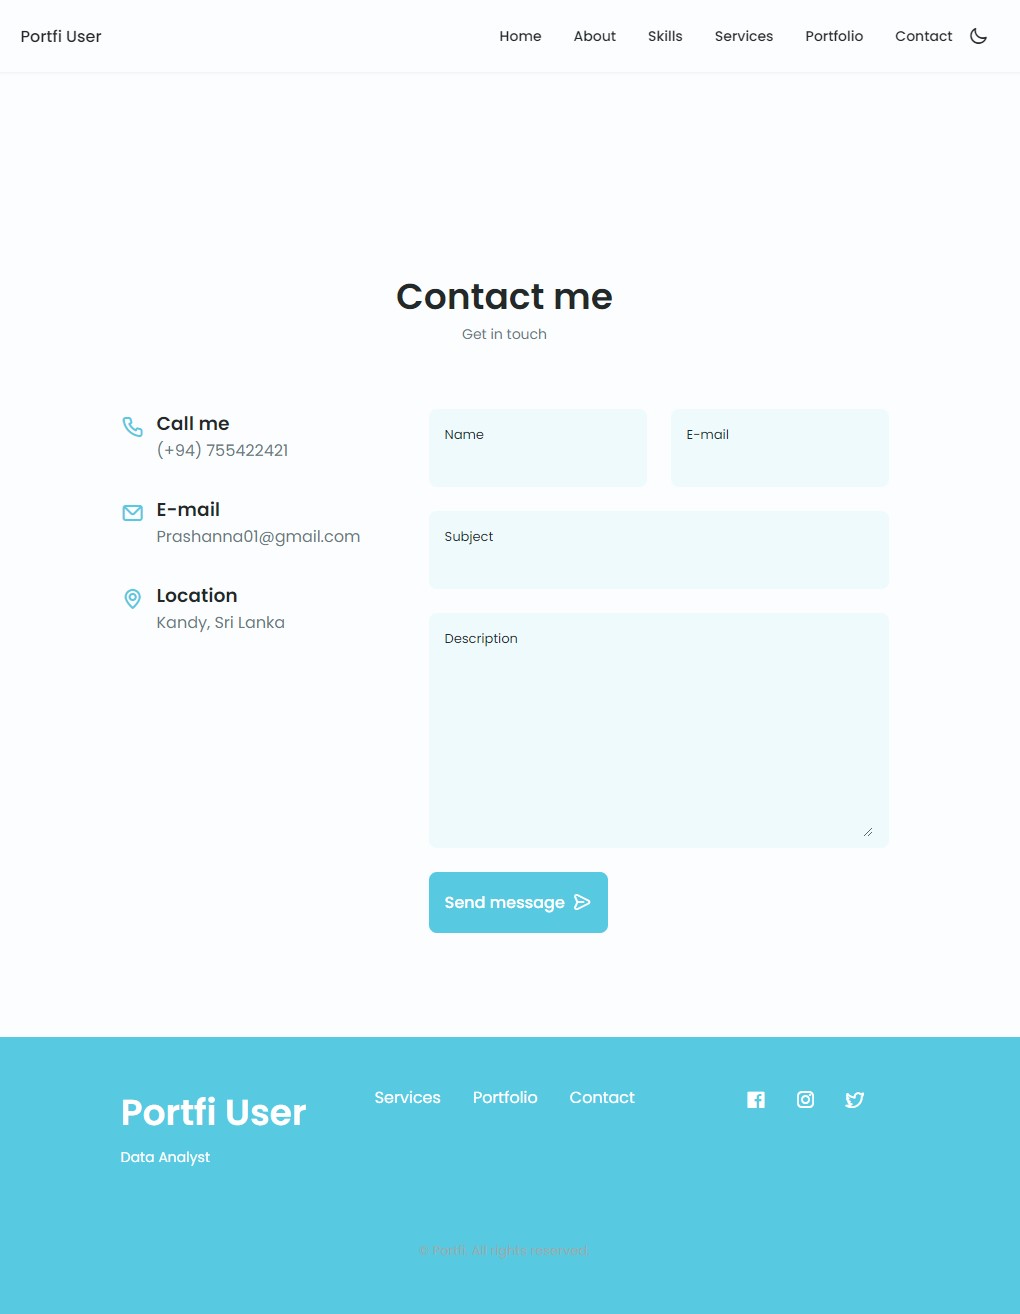 Portfi User
Home About Skills Services Portfolio Contact
Contact me
Get in touch
Call me
(+94) 755422421
E-mail
Prashanna01@gmail.com
Location
Kandy, Sri Lanka
Name
E-mail
Subject
Description
Send message
Portfi User
Data Analyst
Services Portfolio Contact
© Portfi. All rights reserved.